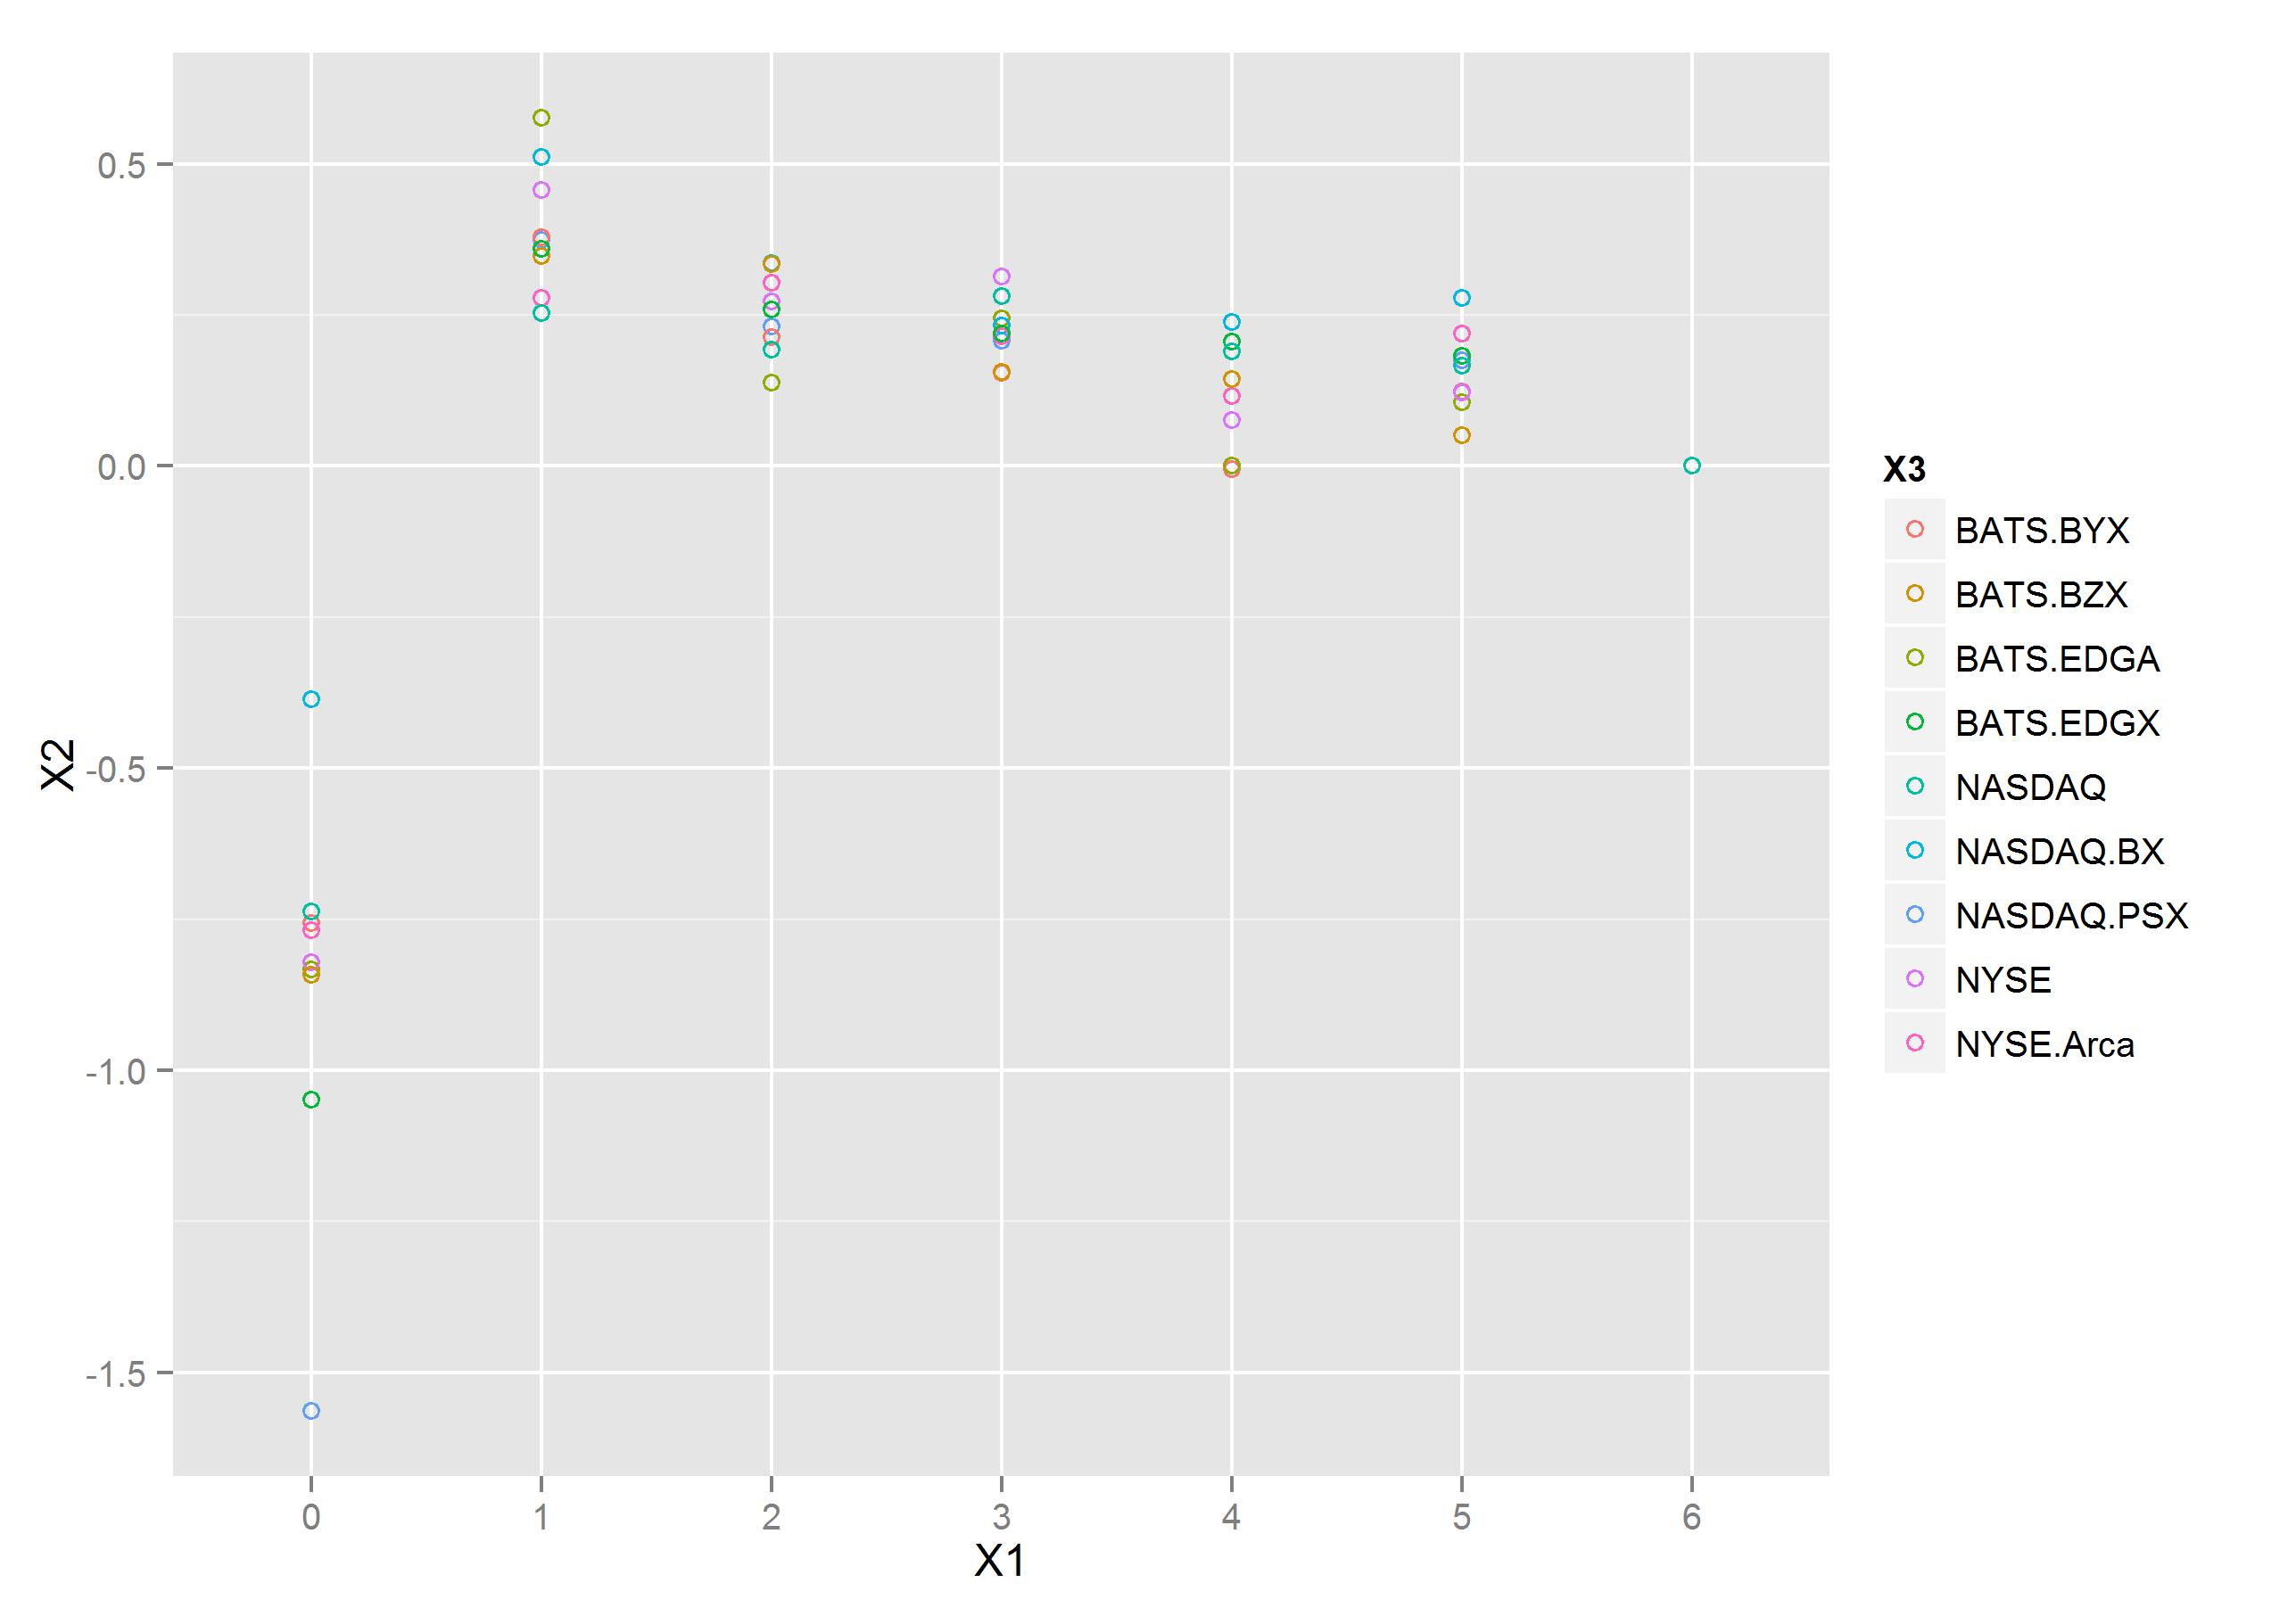 0.5
0.0
-0.5
-1.0
-1.5
X2
0 1 2 3 4 5 6
X1
X3
BATS.BYX
BATS.BZX
BATS.EDGA
BATS.EDGX
NASDAQ
NASDAQ.BX
NASDAQ.PSX
NYSE
NYSE.Arca